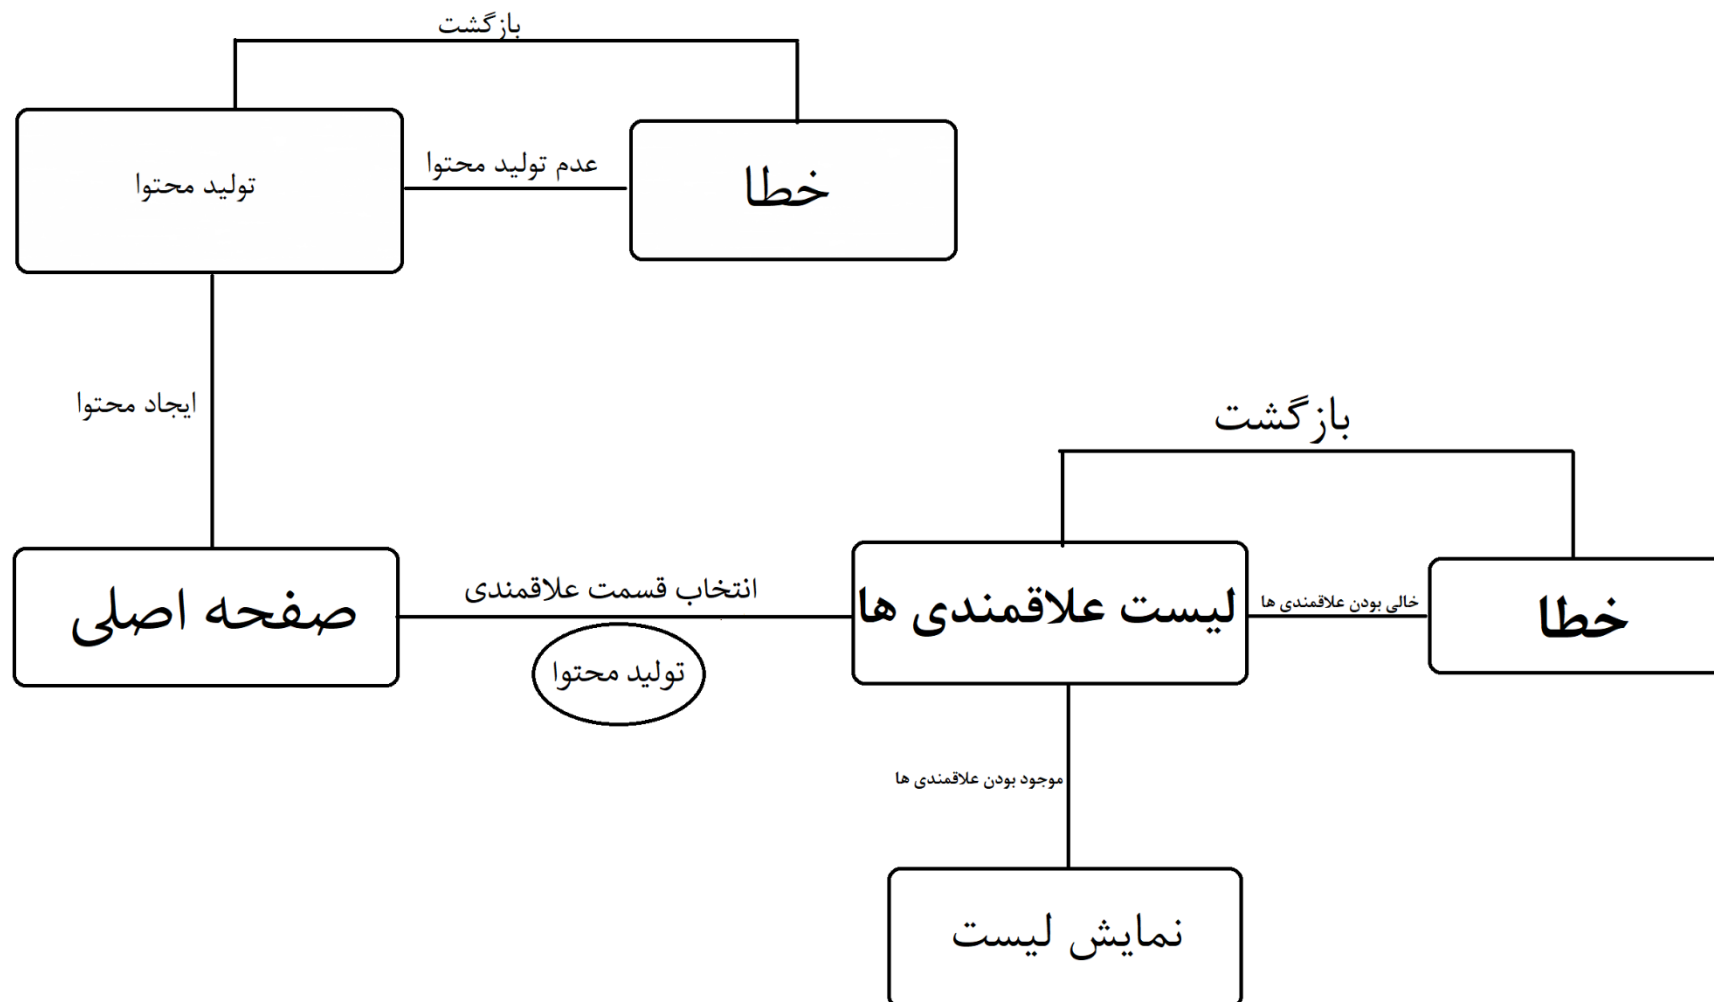 بازگشت
تولید محتوا
عدم تولید محتوا
خطا
ایجاد محتوا
بازگشت
صفحه اصلی
انتخاب قسمت علاقمندی
تولید محتوا
لیست علاقمندی ها
خالی بودن علاقمندی ها
خطا
موجود بودن علاقمندی ها
نمایش لیست